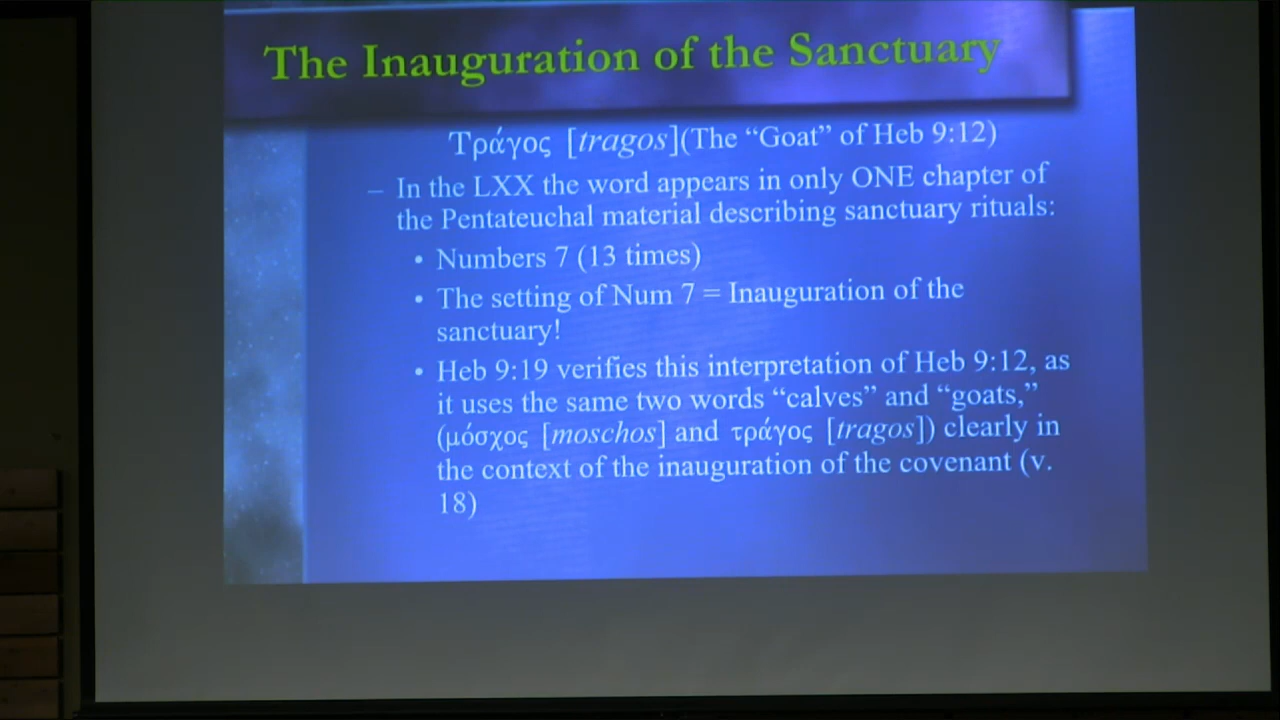 The Inauguration of the Sanctuary
Τράγος [tragos](The “Goat” of Heb 9:12)
– In the LXX the word appears in only ONE chapter of
the Pentateuchal material describing sanctuary rituals:
• Numbers 7 (13 times)
• The setting of Num 7 = Inauguration of the
sanctuary!
• Heb 9:19 verifies this interpretation of Heb 9:12, as
it uses the same two words “calves” and “goats,”
(μόσχος [moschos] and τράγος [tragos]) clearly in
the context of the inauguration of the covenant (v.
18)